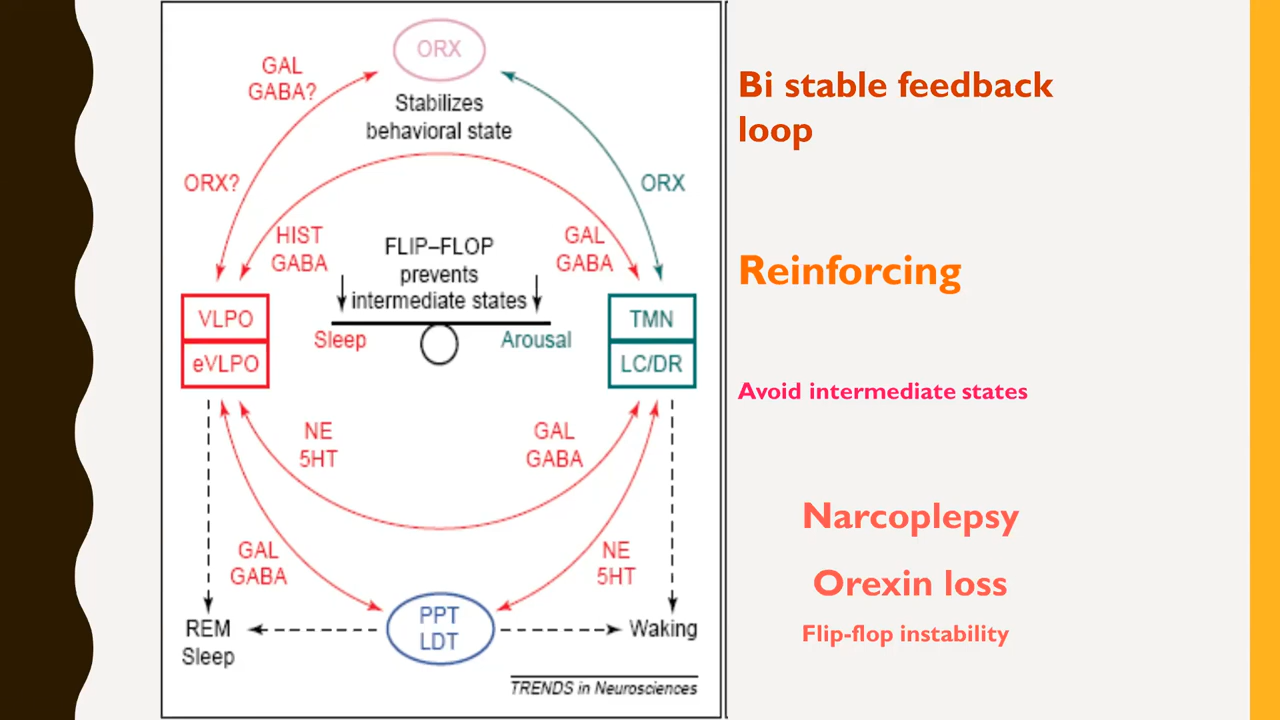 ORX
GAL
GABA?
Stabilizes
behavioral state
ORX?
ORX
HIST
GABA
FLIP–FLOP
prevents
intermediate states
GAL
GABA
VLPO
eVLPO
Sleep
Arousal
TMN
LC/DR
NE
5HT
GAL
GABA
GAL
GABA
NE
5HT
PPT
LDT
REM
Sleep
Waking
TRENDS in Neurosciences
Bi stable feedback
loop
Reinforcing
Avoid intermediate states
Narcoplepsy
Orexin loss
Flip-flop instability